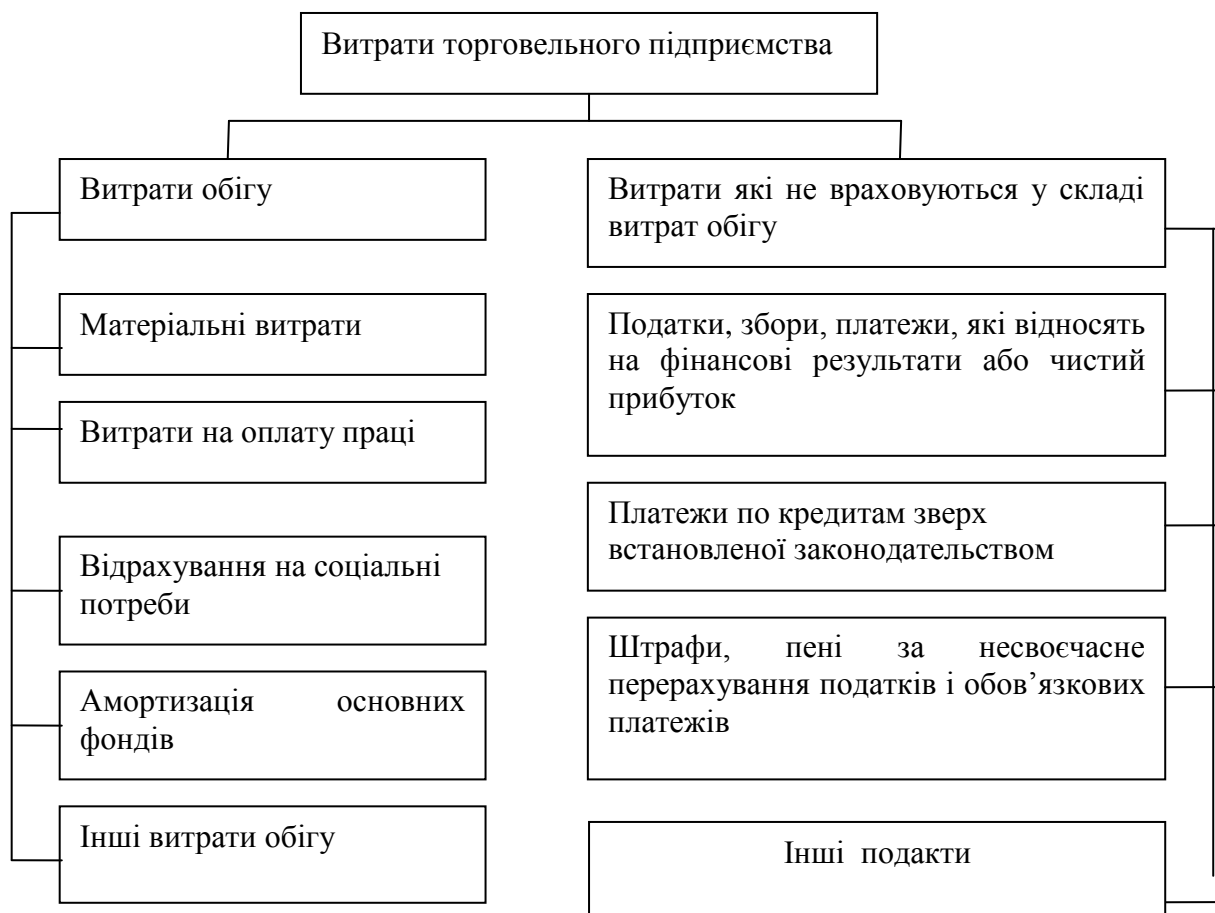 Витрати торговельного підприємства
Витрати обігу
Матеріальні витрати
Витрати на оплату праці
Відрахування на соціальні
потреби
Амортизація основних
фондів
Інші витрати обігу
Витрати які не враховуються у складі
витрат обігу
Податки, збори, платежи, які відносять
на фінансові результати або чистий
прибуток
Платежи по кредитам зверх
встановленої законодательством
Штрафи, пені за несвоєчасне
перерахування податків і обов’язкових
платежів
Інші подакти